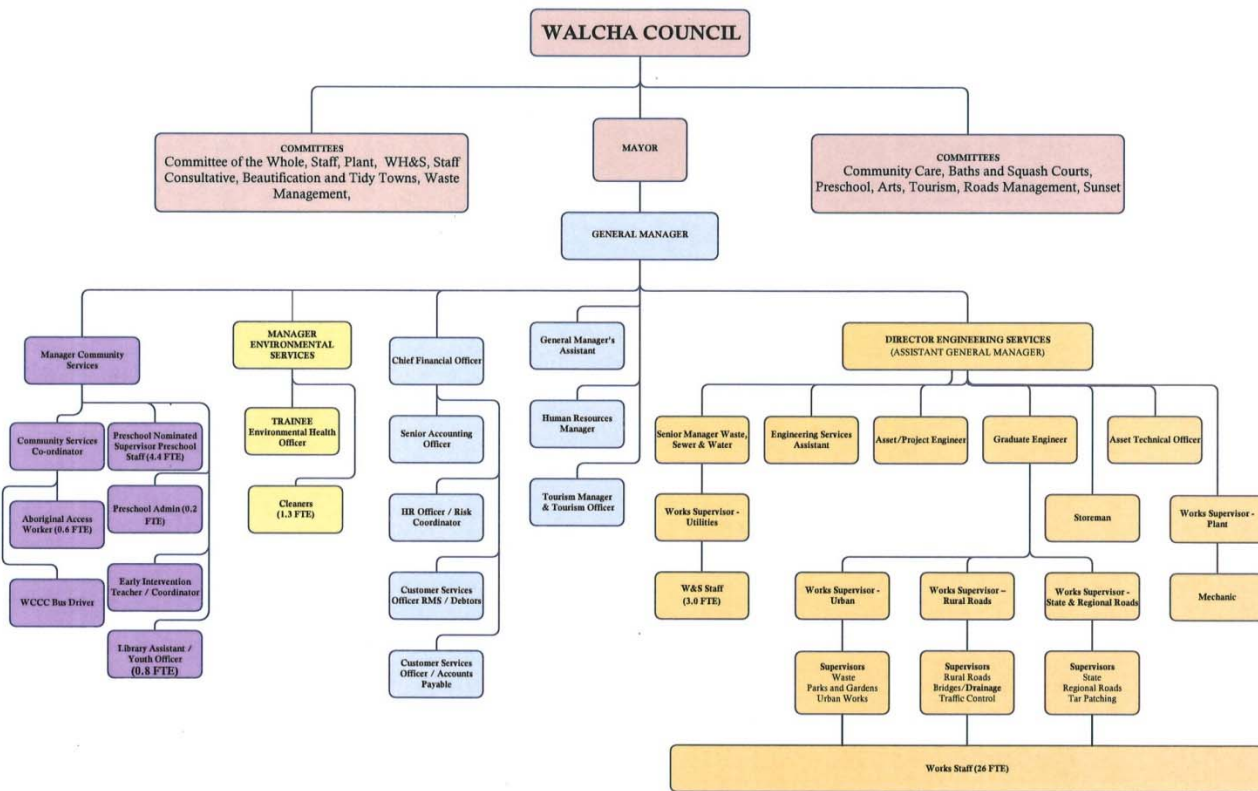 WALCHA COUNCIL
COMMITTEES
Committee of the Whole, Staff, Plant, WH&S, Staff
Consultative, Beautification and Tidy Towns, Waste
Management,
MAYOR
COMMITTEES
Community Care, Baths and Squash Courts,
Preschool, Arts, Tourism, Roads Management, Sunset
GENERAL MANAGER
Manager Community
Services
Community Services
Co-ordinator
Aboriginal Access
Worker (0.6 FTE)
WCCC Bus Driver
Preschool Nominated
Supervisor Preschool
Staff (4.4 FTE)
Preschool Admin (0.2
FTE)
Early Intervention
Teacher / Coordinator
Library Assistant /
Youth Officer
(0.8 FTE)
MANAGER
ENVIRONMENTAL
SERVICES
TRAINEE
Environmental Health
Officer
Cleaners
(1.3 FTE)
Chief Financial Officer
Senior Accounting
Officer
HR Officer / Risk
Coordinator
Customer Services
Officer RMS / Debtors
Customer Services
Officer / Accounts
Payable
General Manager's
Assistant
Human Resources
Manager
Tourism Manager
& Tourism Officer
DIRECTOR ENGINEERING SERVICES
(ASSISTANT GENERAL MANAGER)
Senior Manager Waste,
Sewer & Water
Works Supervisor -
Utilities
W&S Staff
(3.0 FTE)
Engineering Services
Assistant
Asset/Project Engineer
Graduate Engineer
Works Supervisor -
Urban
Supervisors
Waste
Parks and Gardens
Urban Works
Works Supervisor –
Rural Roads
Supervisors
Rural Roads
Bridges/Drainage
Traffic Control
Works Supervisor -
State & Regional Roads
Supervisors
State
Regional Roads
Tar Patching
Storeman
Asset Technical Officer
Works Supervisor -
Plant
Mechanic
Works Staff (26 FTE)